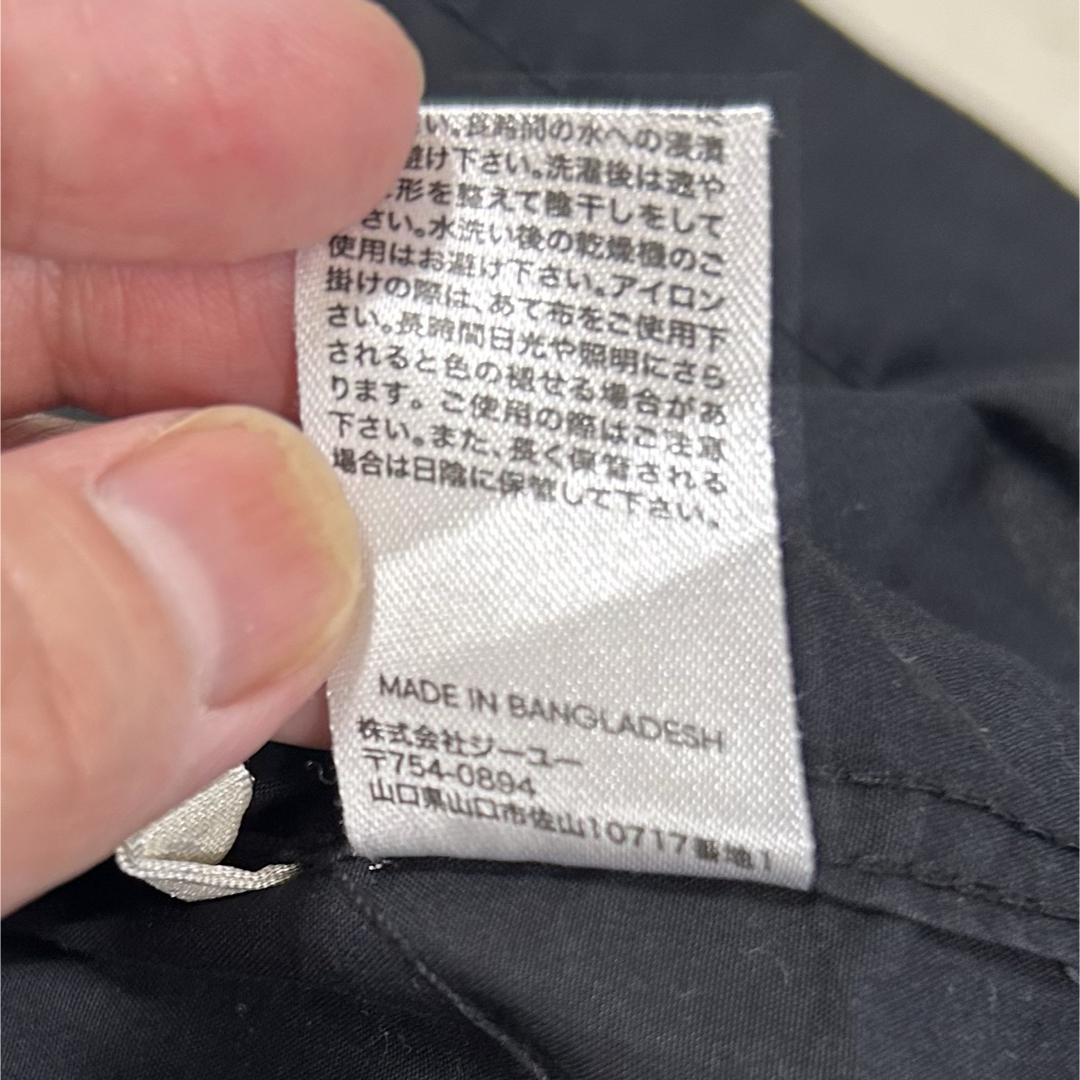 い。長時間の水への浸漬
避け下さい。洗濯後は速や
形を整えて陰干しをして
さい。水洗い後の乾燥機のご
使用はお避け下さい。アイロン
掛けの際は、あて布をご使用下
さい。長時間日光や照明にさら
されると色の褪せる場合があ
ります。ご使用の際はご注意
下さい。また、長く保管される
場合は日陰に保管して下さい。
MADE IN BANGLADESH
株式会社ジーユー
〒754-0894
山口県山口市佐山10717番地1